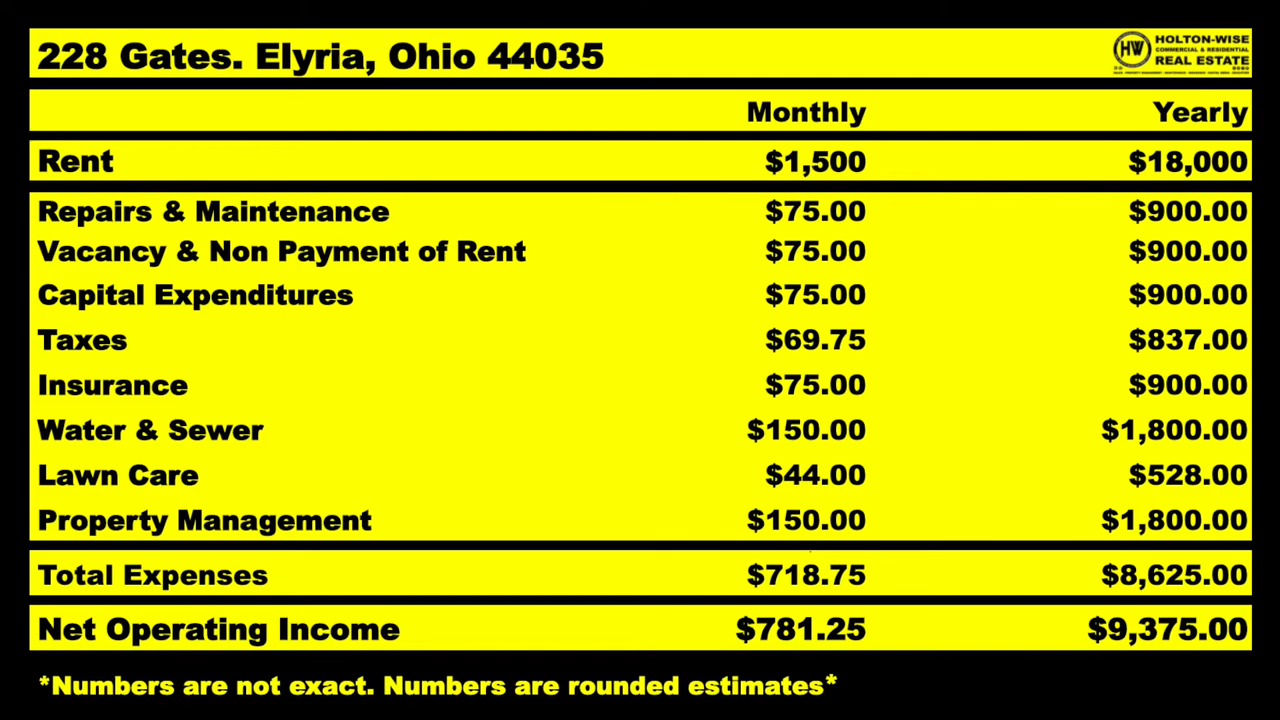 228 Gates. Elyria, Ohio 44035
HW
HOLTON-WISE
COMMERCIAL & RESIDENTIAL
REAL ESTATE
Monthly Yearly
Rent $1,500 $18,000
Repairs & Maintenance $75.00 $900.00
Vacancy & Non Payment of Rent $75.00 $900.00
Capital Expenditures $75.00 $900.00
Taxes $69.75 $837.00
Insurance $75.00 $900.00
Water & Sewer $150.00 $1,800.00
Lawn Care $44.00 $528.00
Property Management $150.00 $1,800.00
Total Expenses $718.75 $8,625.00
Net Operating Income $781.25 $9,375.00
*Numbers are not exact. Numbers are rounded estimates*